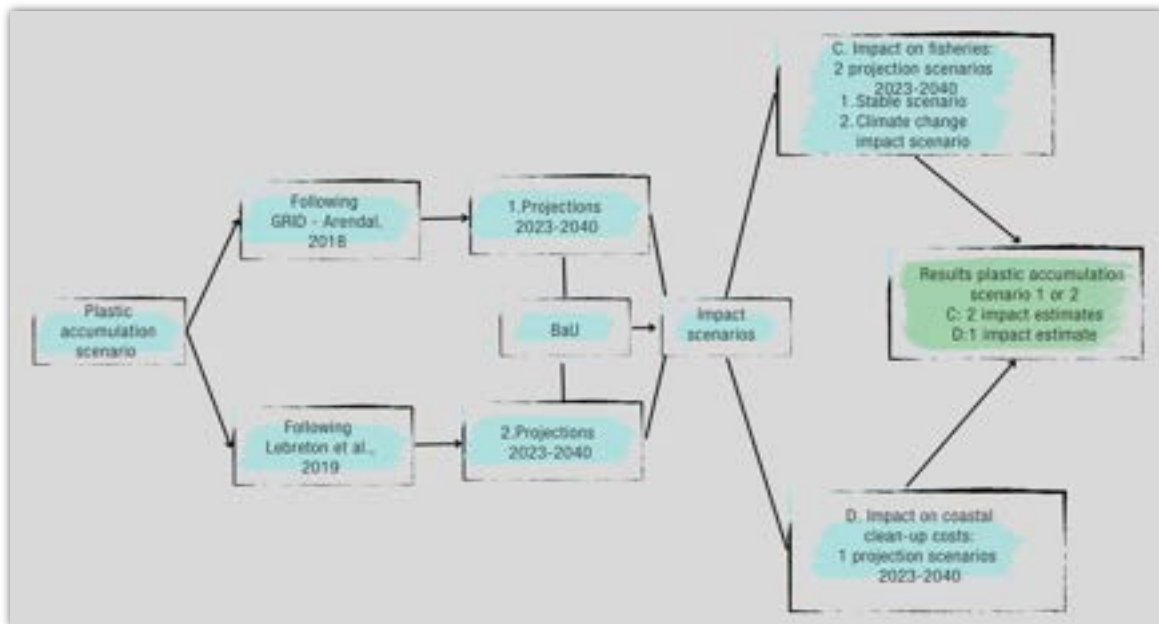 Plastic
accumulation
scenario
Following
GRID - Arendal,
2018
Following
Lebreton et al.,
2019
1.Projections
2023-2040
BaU
2.Projections
2023-2040
Impact
scenarios
C. Impact on fisheries:
2 projection scenarios
2023-2040
1. Stable scenario
2. Climate change
impact scenario
D. Impact on coastal
clean-up costs:
1 projection scenarios
2023-2040
Results plastic accumulation
scenario 1 or 2
C: 2 impact estimates
D:1 impact estimate